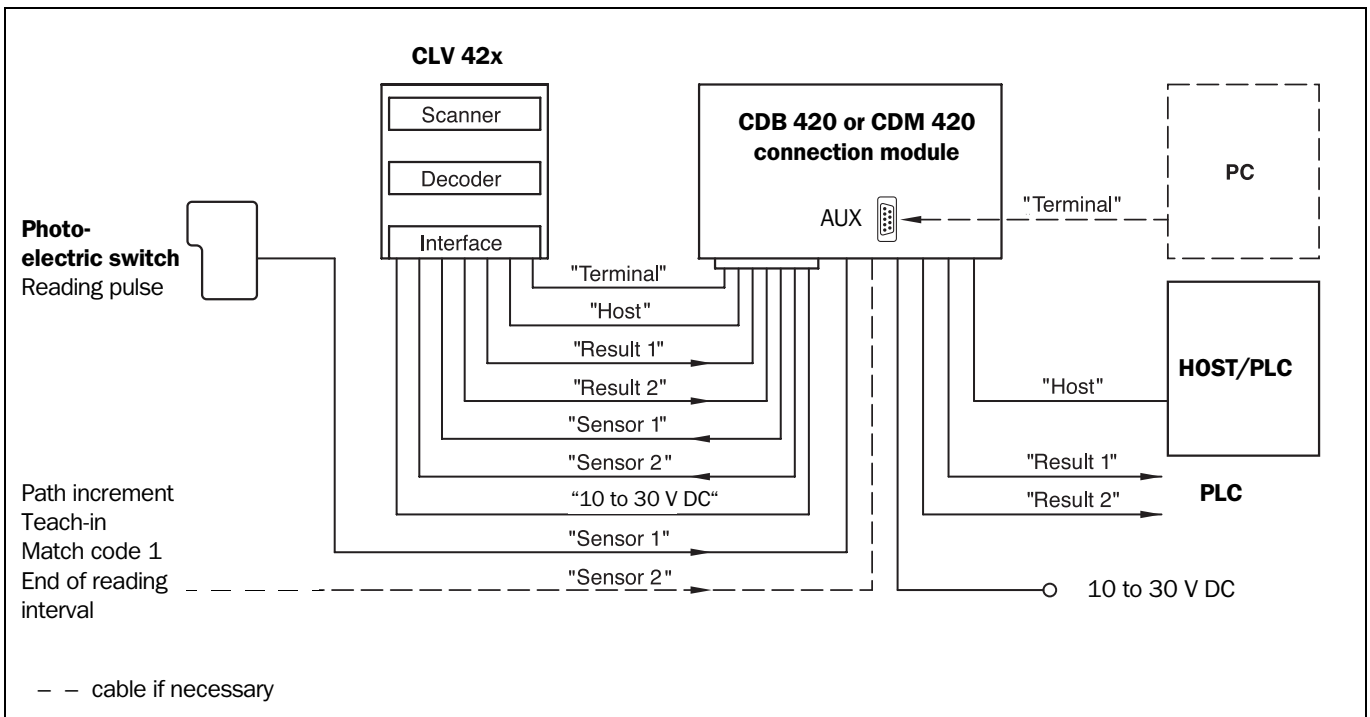 CLV 42x
Scanner
Decoder
Interface
CDB 420 or CDM 420
connection module
AUX
"Terminal"
PC
Photo-
electric switch
Reading pulse
"Terminal"
"Host"
"Result 1"
"Result 2"
"Sensor 1"
"Sensor 2"
“10 to 30 V DC“
"Sensor 1"
"Sensor 2"
HOST/PLC
"Host"
"Result 1"
"Result 2"
PLC
10 to 30 V DC
Path increment
Teach-in
Match code 1
End of reading
interval
– – cable if necessary